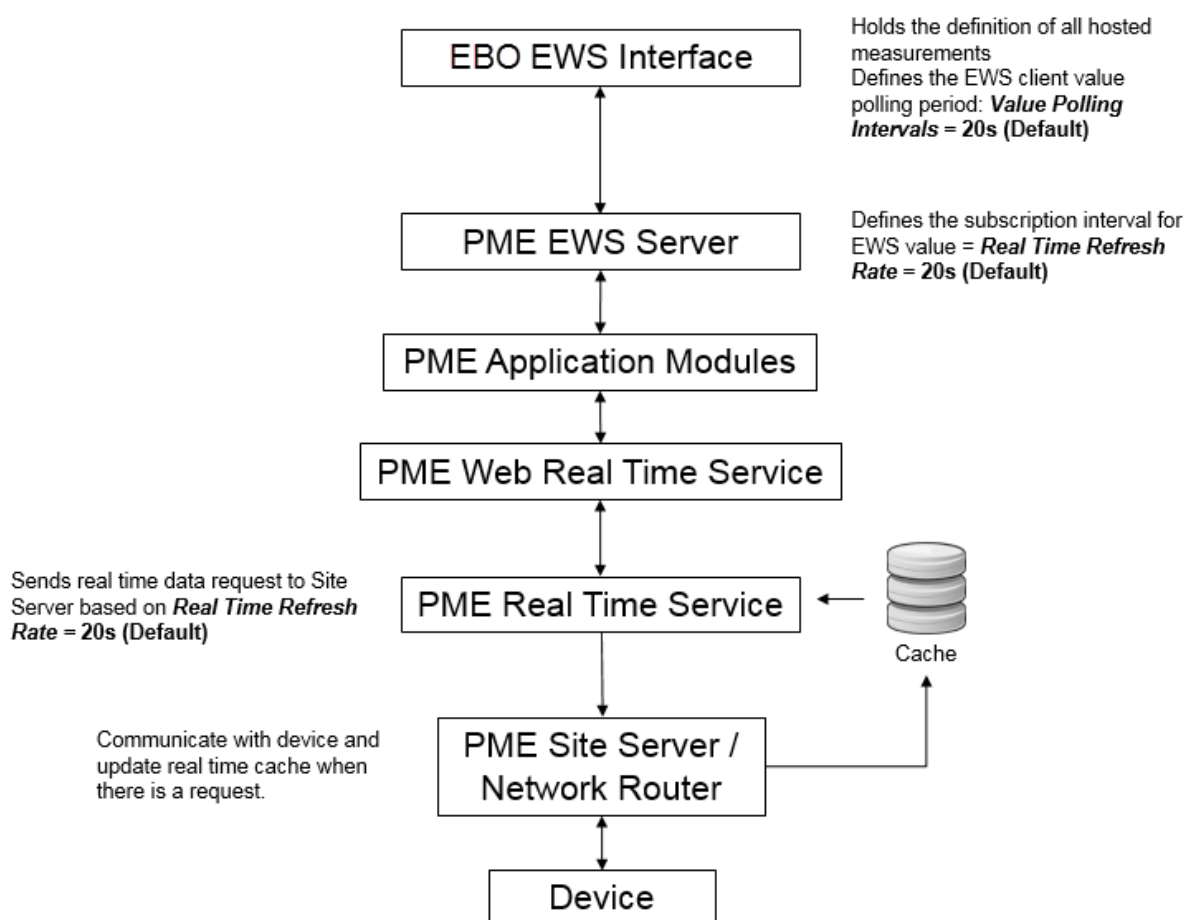 EBO EWS Interface
Holds the definition of all hosted
measurements
Defines the EWS client value
polling period: Value Polling
Intervals = 20s (Default)
PME EWS Server
Defines the subscription interval for
EWS value = Real Time Refresh
Rate = 20s (Default)
PME Application Modules
PME Web Real Time Service
Sends real time data request to Site
Server based on Real Time Refresh
Rate = 20s (Default)
PME Real Time Service
Cache
Communicate with device and
update real time cache when
there is a request.
PME Site Server /
Network Router
Device